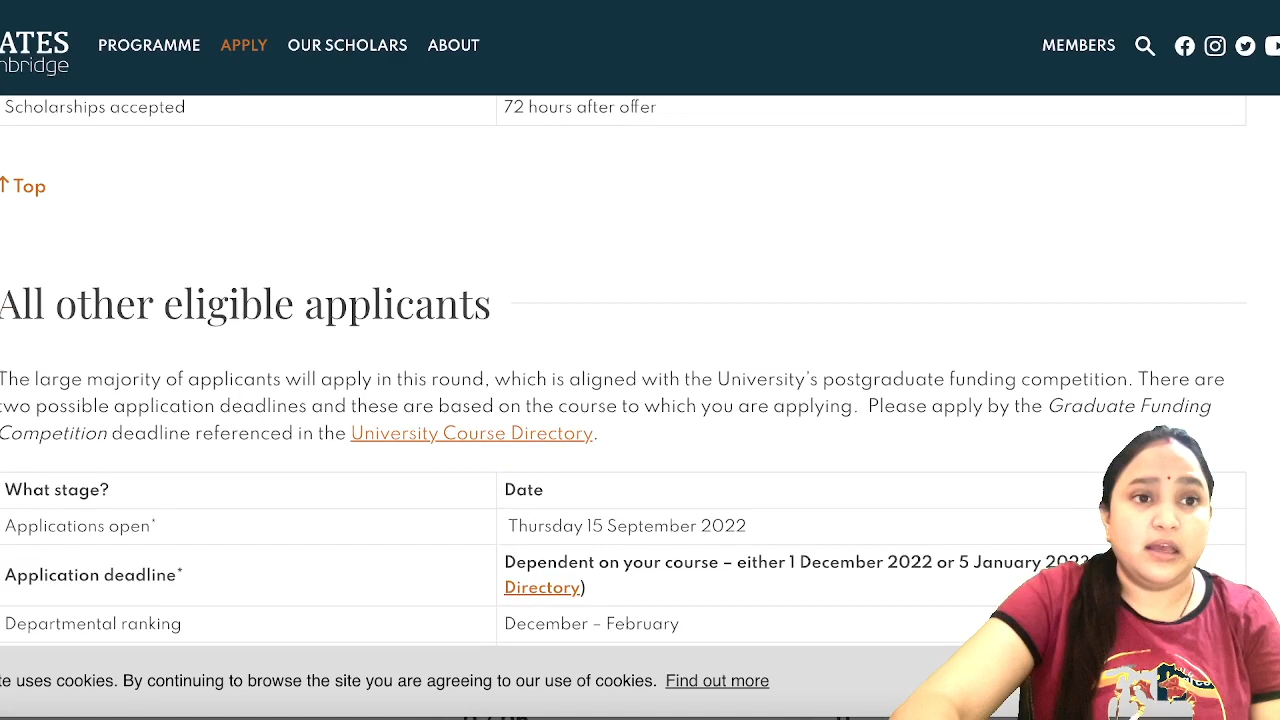 ATES
nbridge
PROGRAMME APPLY OUR SCHOLARS ABOUT MEMBERS
Scholarships accepted 72 hours after offer
↑ Top
All other eligible applicants
The large majority of applicants will apply in this round, which is aligned with the University's postgraduate funding competition. There are
two possible application deadlines and these are based on the course to which you are applying. Please apply by the Graduate Funding
Competition deadline referenced in the University Course Directory.
What stage? Date
Applications open* Thursday 15 September 2022
Application deadline* Dependent on your course – either 1 December 2022 or 5 January 2023
Directory)
Departmental ranking December – February
te uses cookies. By continuing to browse the site you are agreeing to our use of cookies. Find out more